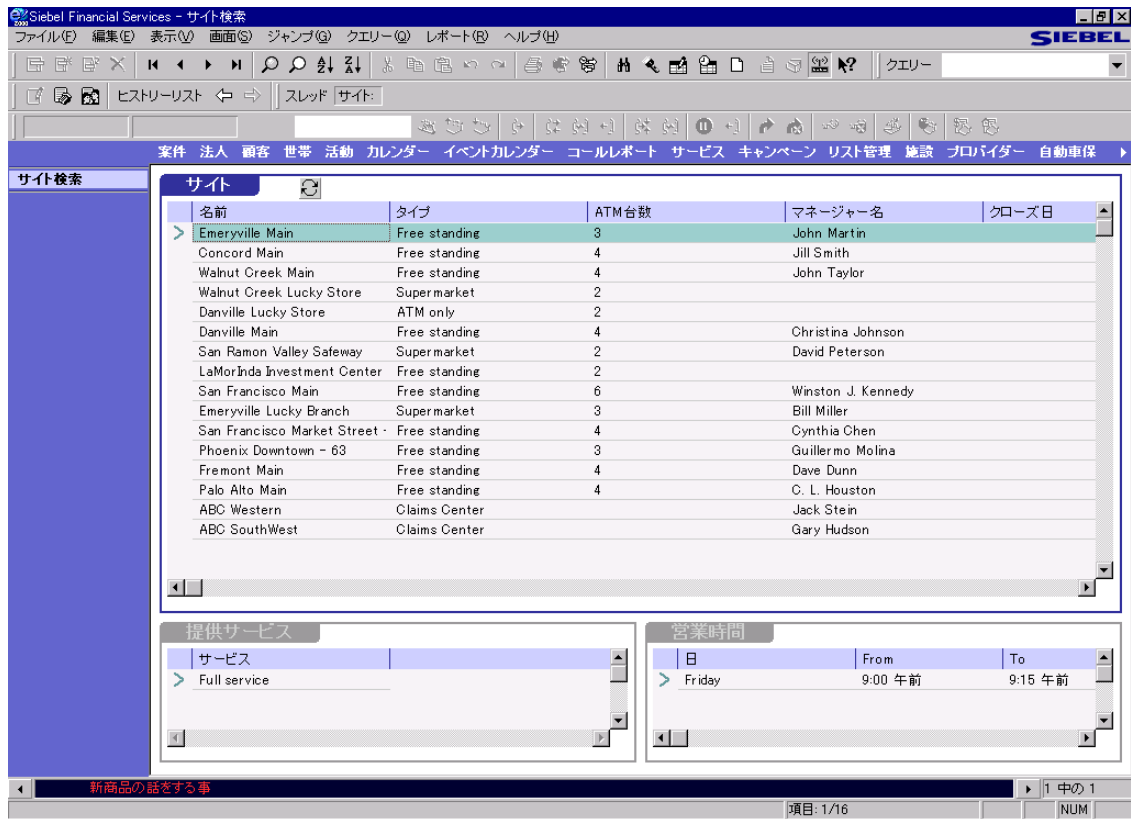 Siebel Financial Services - サイト検索
ファイル(F) 編集(E) 表示(V) 画面(S) ジャンプ(G) クエリー(Q) レポート(R) ヘルプ(H)
SIEBEL
クエリー
ヒストリーリスト スレッド サイト:
案件 法人 顧客 世帯 活動 カレンダー イベントカレンダー コールレポート サービス キャンペーン リスト管理 施設 プロバイダー 自動車保
サイト検索
サイト
名前 タイプ ATM台数 マネージャー名 クローズ日
Emeryville Main Free standing 3 John Martin
Concord Main Free standing 4 Jill Smith
Walnut Creek Main Free standing 4 John Taylor
Walnut Creek Lucky Store Supermarket 2
Danville Lucky Store ATM only 2
Danville Main Free standing 4 Christina Johnson
San Ramon Valley Safeway Supermarket 2 David Peterson
LaMorInda Investment Center Free standing 2
San Francisco Main Free standing 6 Winston J. Kennedy
Emeryville Lucky Branch Supermarket 3 Bill Miller
San Francisco Market Street - Free standing 4 Cynthia Chen
Phoenix Downtown - 63 Free standing 3 Guillermo Molina
Fremont Main Free standing 4 Dave Dunn
Palo Alto Main Free standing 4 C. L. Houston
ABC Western Claims Center Jack Stein
ABC SouthWest Claims Center Gary Hudson
提供サービス
サービス
Full service
営業時間
日 From To
Friday 9:00 午前 9:15 午前
新商品の話をする事
1 中の 1
項目: 1/16
NUM